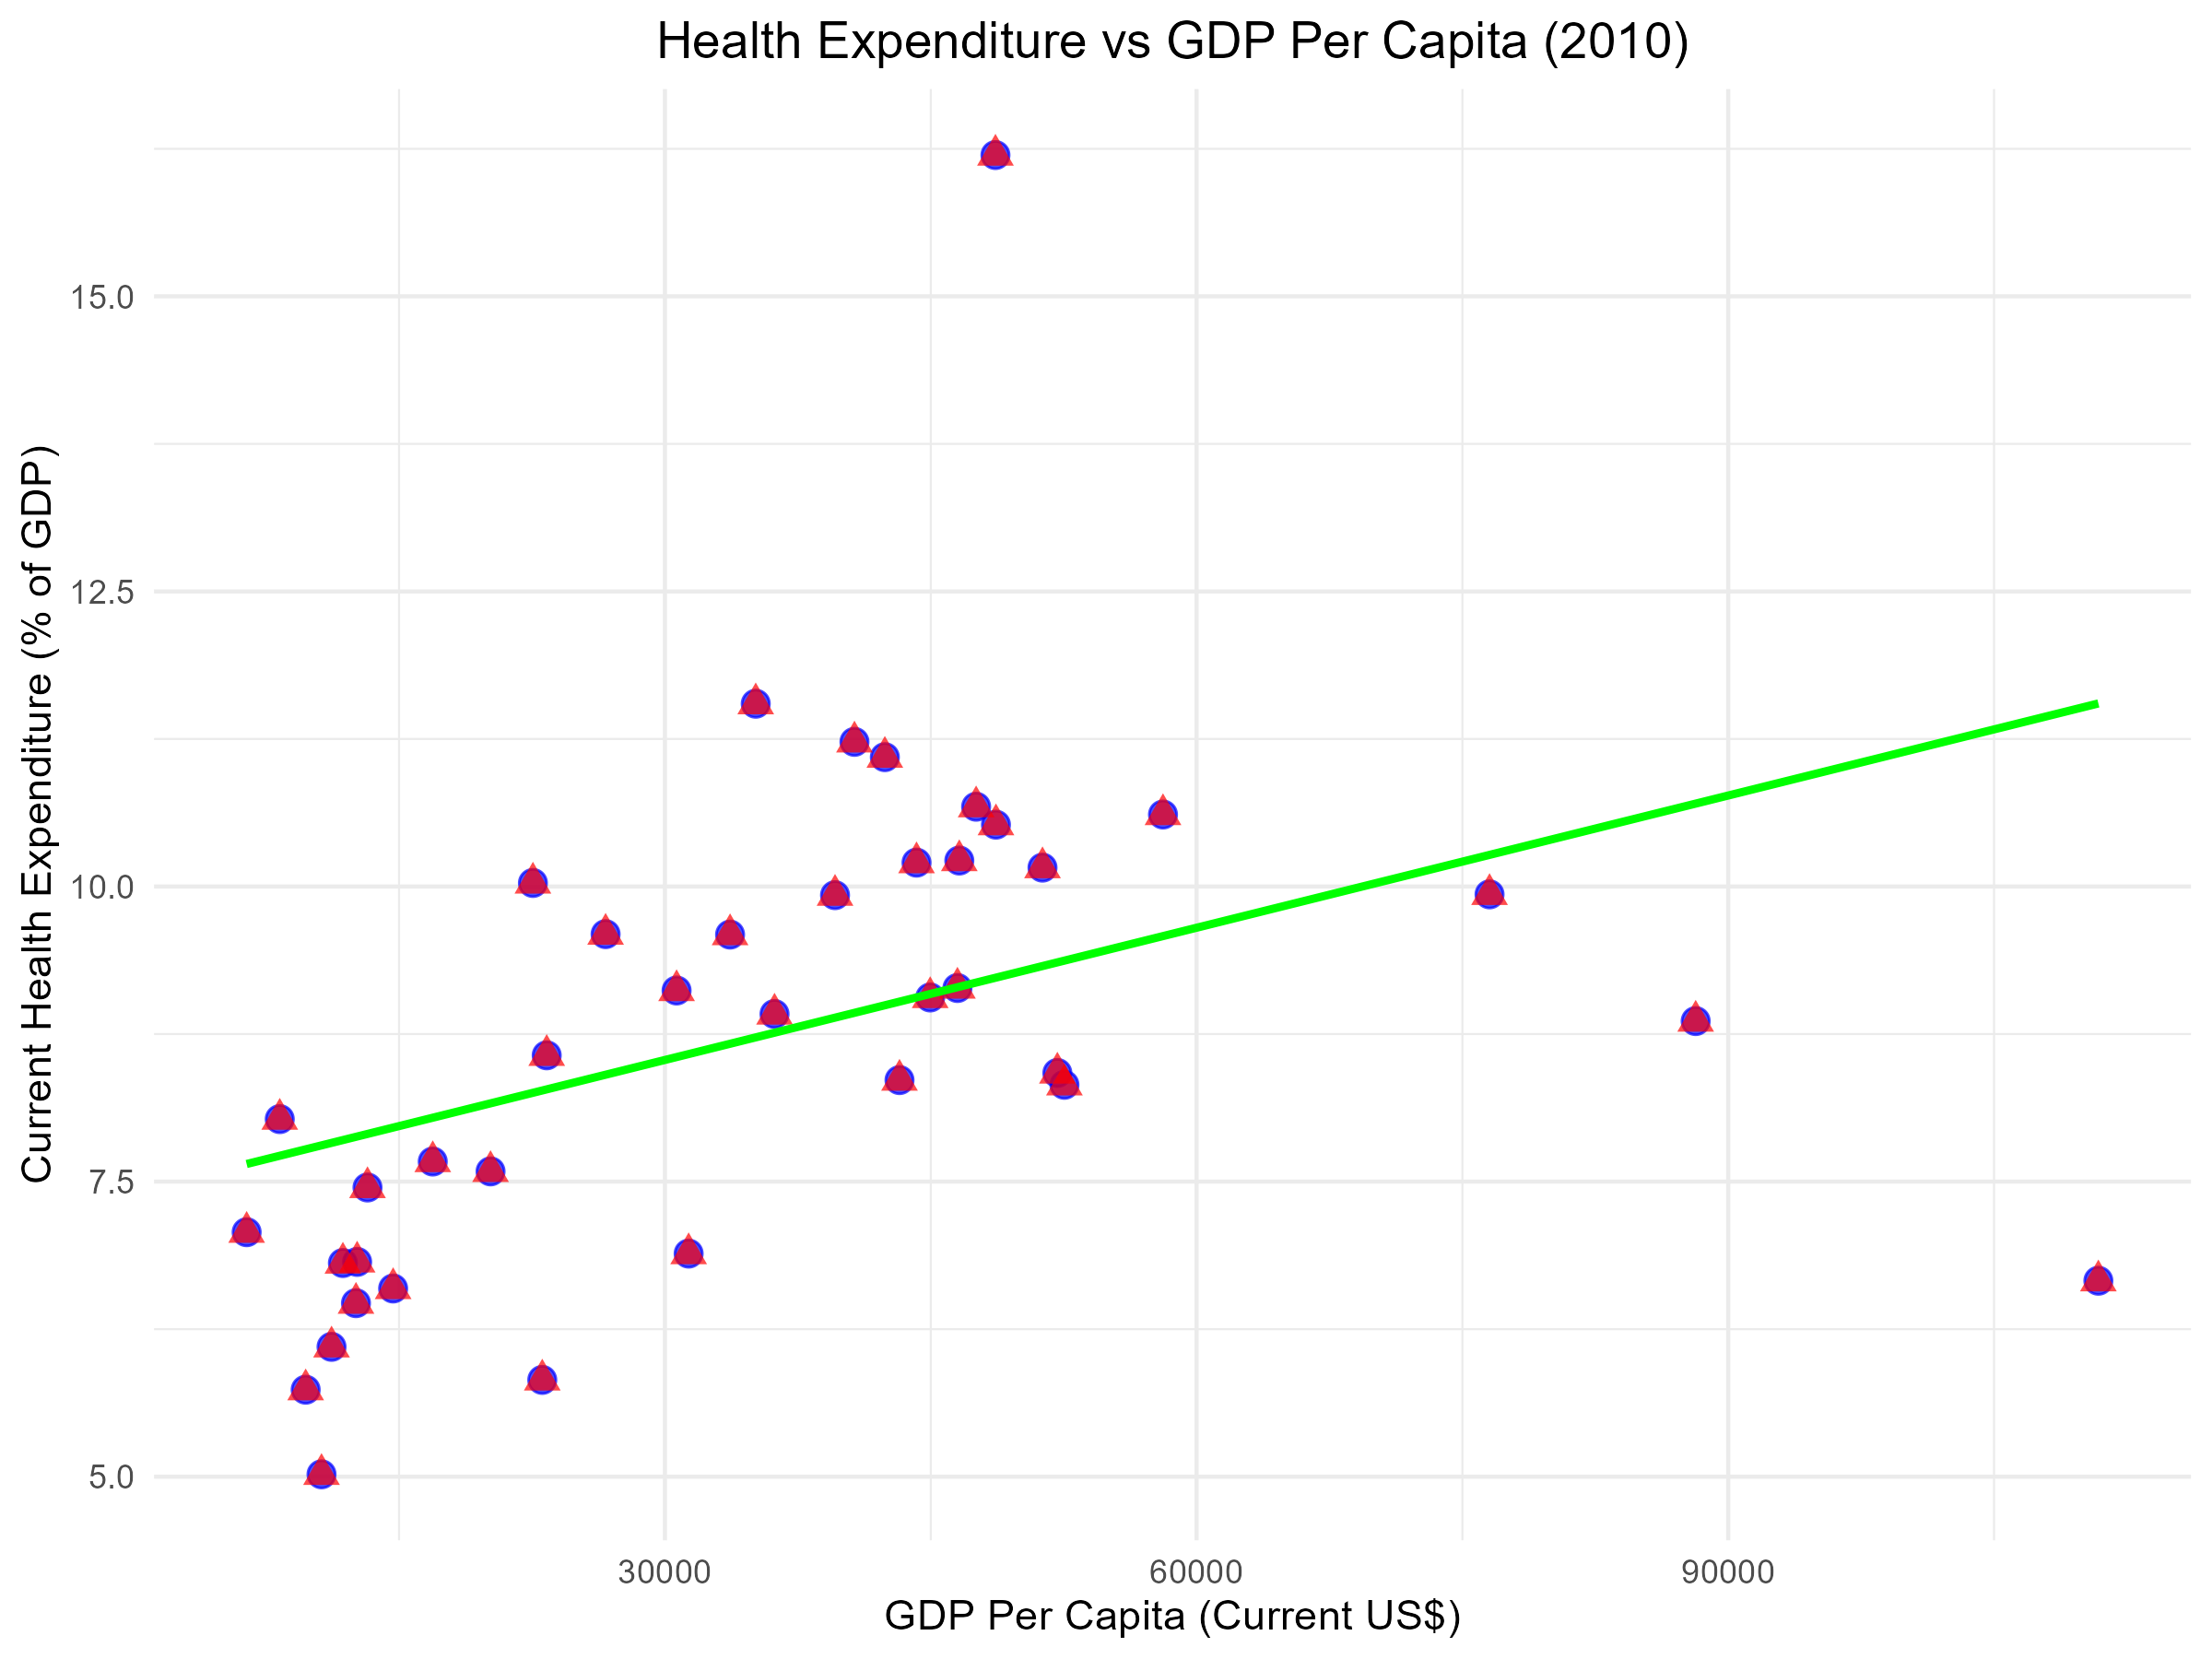 Health Expenditure vs GDP Per Capita (2010)
Current Health Expenditure (% of GDP)
15.0
12.5
10.0
7.5
5.0
30000 60000 90000
GDP Per Capita (Current US$)